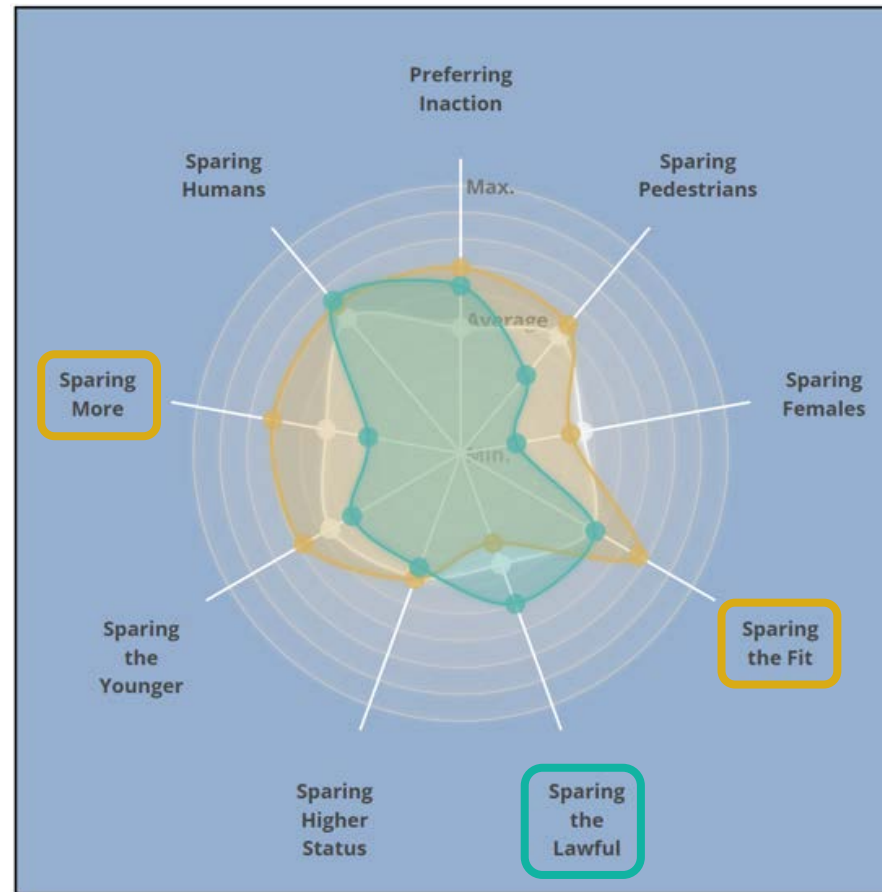 Preferring
Inaction
Sparing
Humans
Sparing
Pedestrians
Max.
Average
Sparing
More
Sparing
Females
Min.
Sparing
the
Younger
Sparing
the Fit
Sparing
Higher
Status
Sparing
the
Lawful